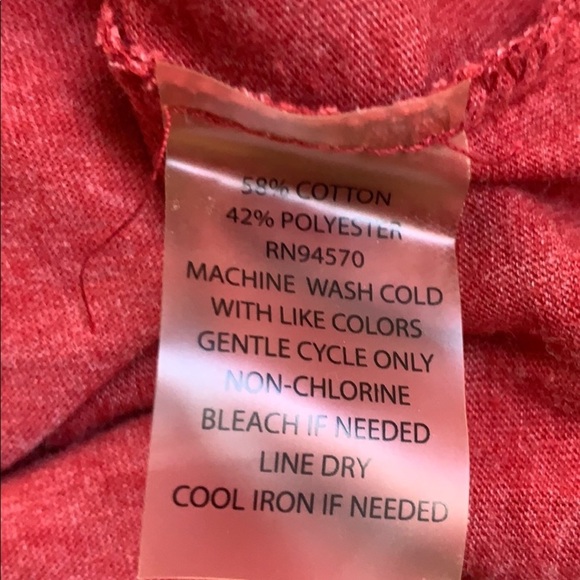 58% COTTON
42% POLYESTER
RN94570
MACHINE WASH COLD
WITH LIKE COLORS
GENTLE CYCLE ONLY
NON-CHLORINE
BLEACH IF NEEDED
LINE DRY
COOL IRON IF NEEDED